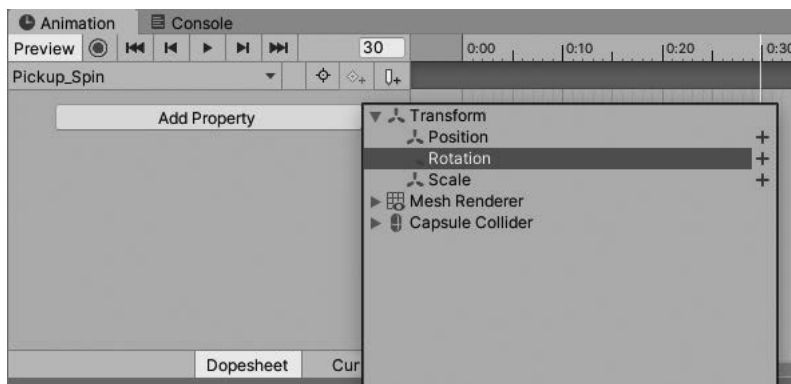 Animation Console
Preview 30 0:00 0:10 0:20 0:30
Pickup_Spin
Add Property
Transform
Position
Rotation
Scale
Mesh Renderer
Capsule Collider
Dopesheet Cur